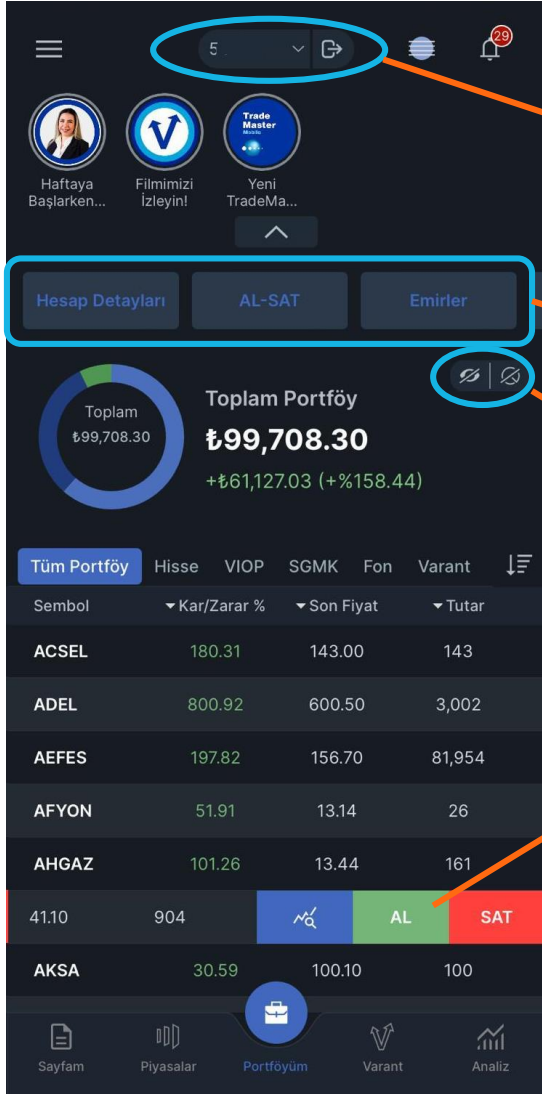 5
29
Trade
Master
Mobile
Haftaya
Başlarken...
Filmimizi
İzleyin!
Yeni
TradeMa...
Hesap Detayları
AL-SAT
Emirler
Toplam
₺99,708.30
Toplam Portföy
₺99,708.30
+₺61,127.03 (+%158.44)
Tüm Portföy Hisse VIOP SGMK Fon Varant
Sembol Kar/Zarar % Son Fiyat Tutar
ACSEL 180.31 143.00 143
ADEL 800.92 600.50 3,002
AEFES 197.82 156.70 81,954
AFYON 51.91 13.14 26
AHGAZ 101.26 13.44 161
41.10 904 AL SAT
AKSA 30.59 100.10 100
Sayfam Piyasalar Portföyüm Varant Analiz